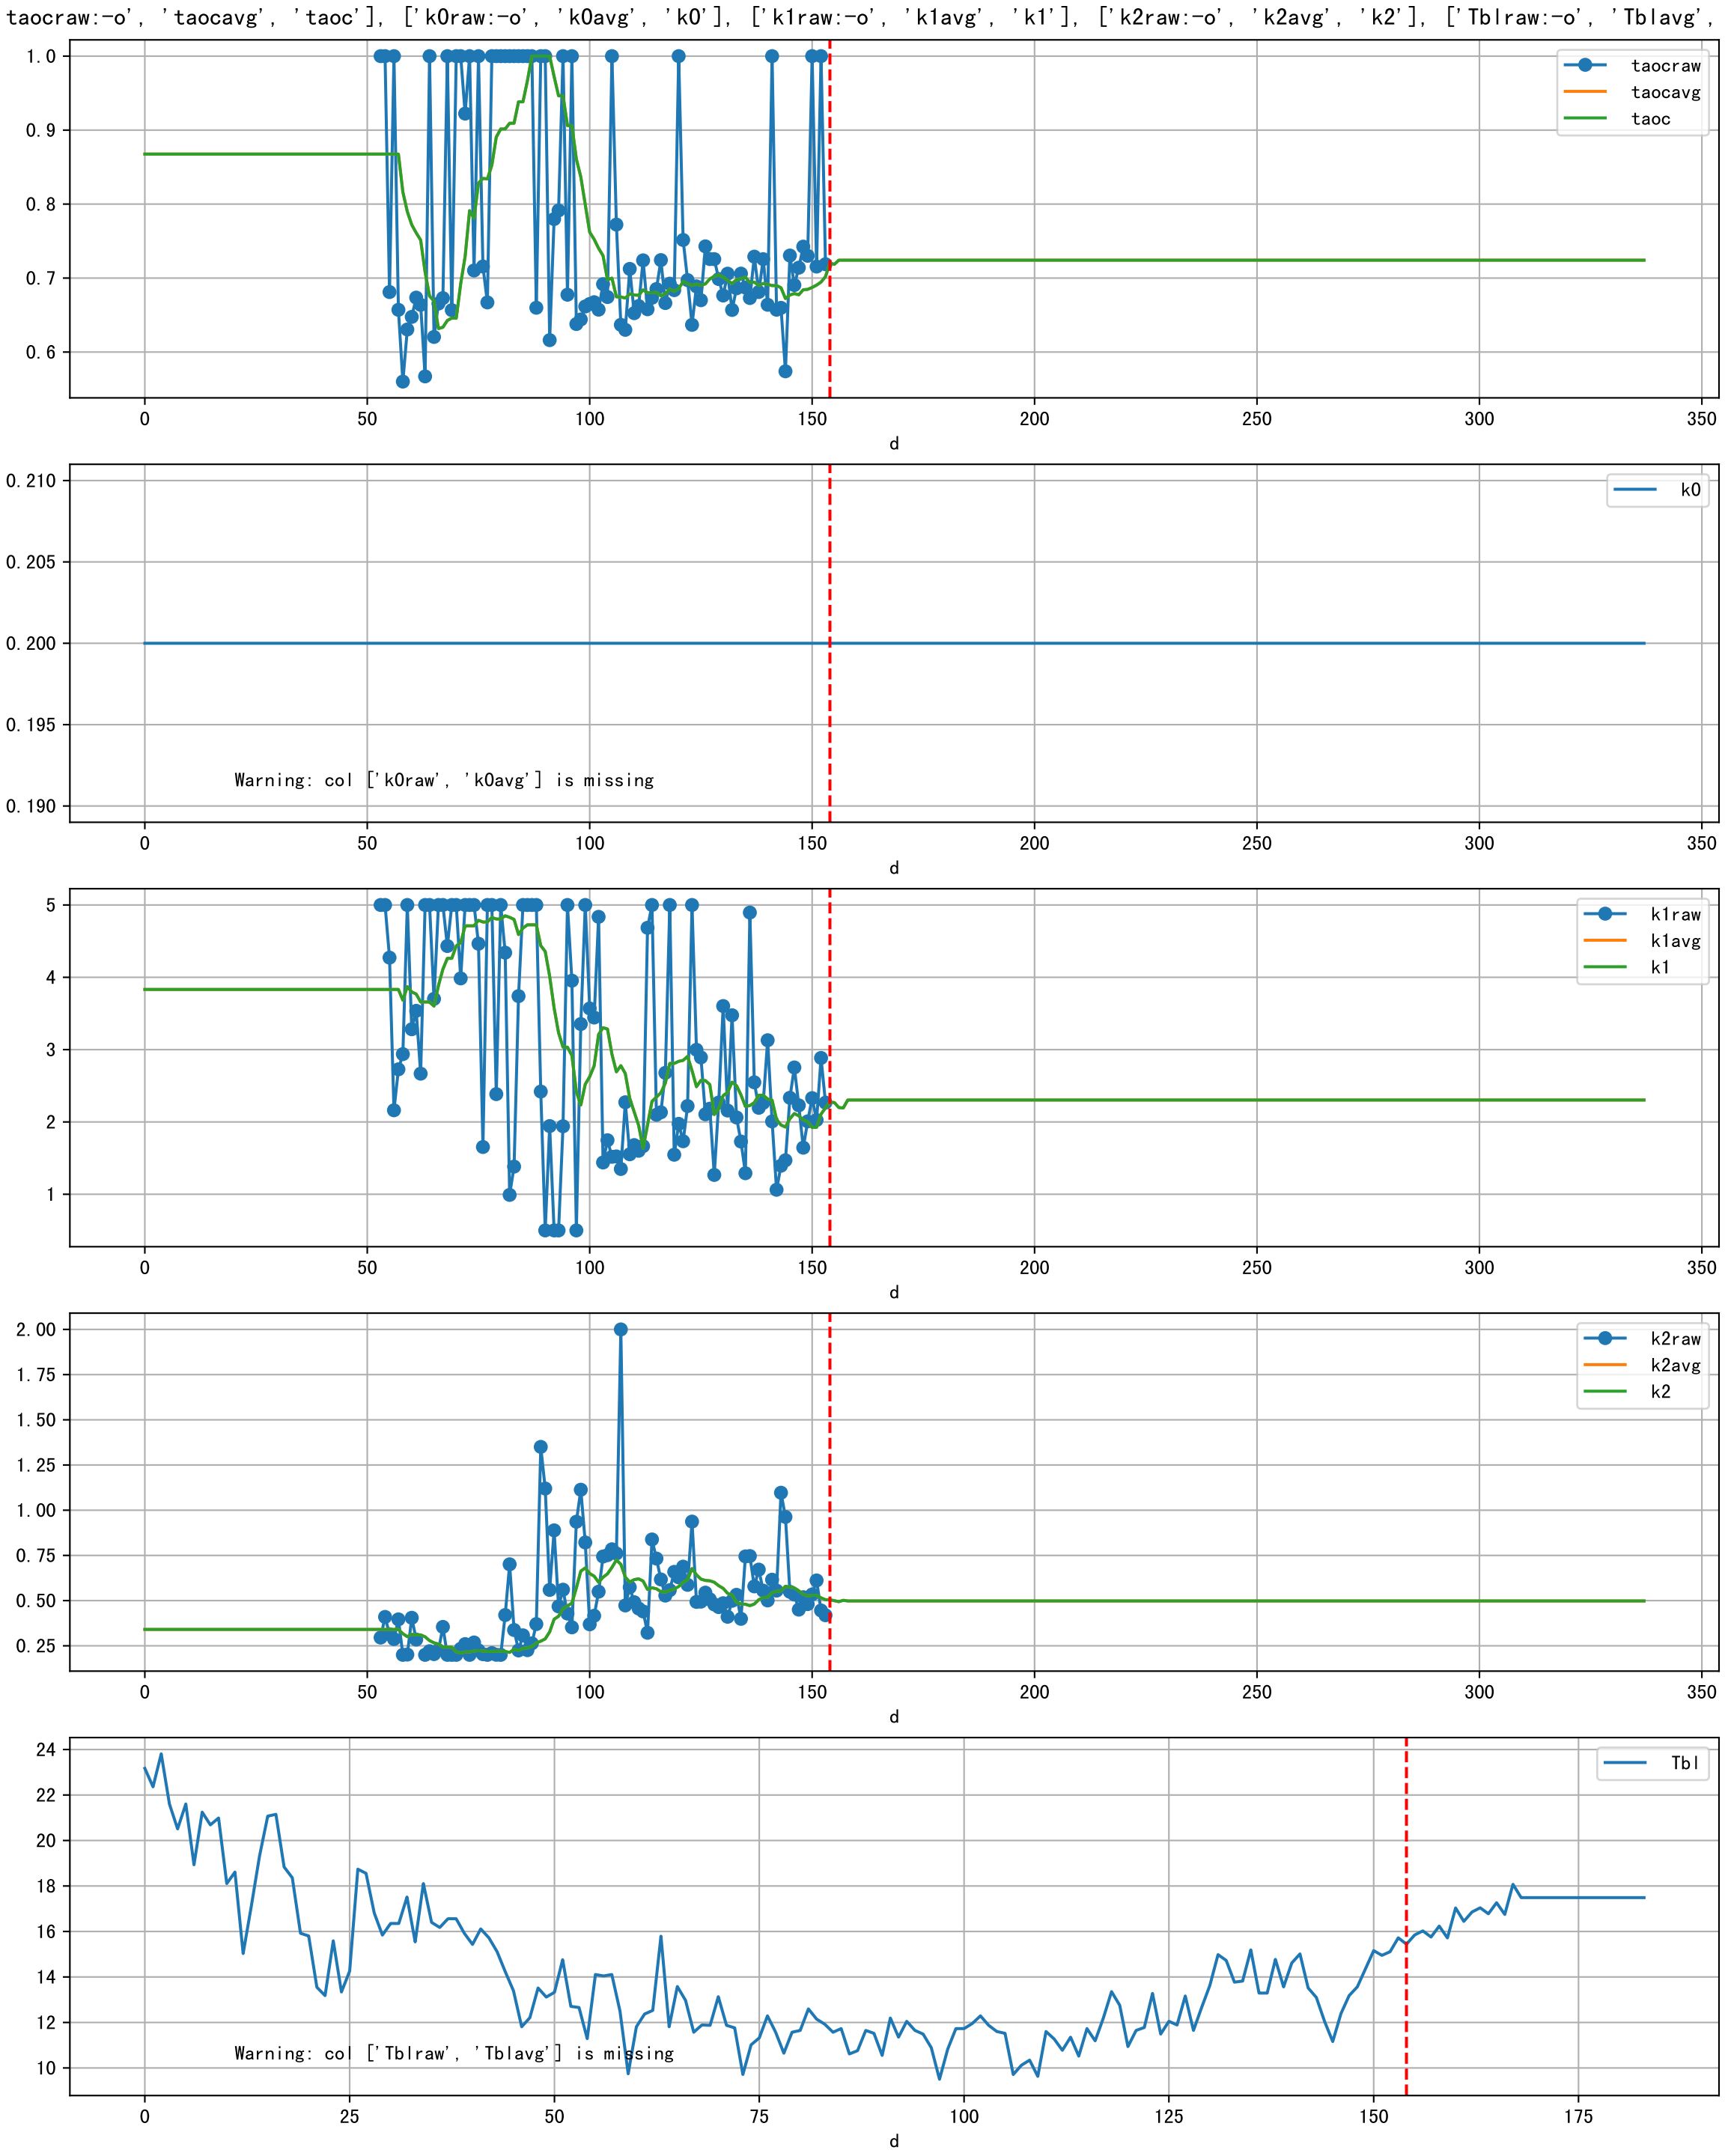 taocraw:-o', 'taocavg', 'taoc'], ['k0raw:-o', 'k0avg', 'k0'], ['k1raw:-o', 'k1avg', 'k1'], ['k2raw:-o', 'k2avg', 'k2'], ['Tblraw:-o', 'Tblavg',
1.0
0.9
0.8
0.7
0.6
taocraw
taocavg
taoc
0 50 100 150 200 250 300 350
d
0.210
0.205
0.200
0.195
0.190
k0
Warning: col ['k0raw', 'k0avg'] is missing
0 50 100 150 200 250 300 350
d
5
4
3
2
1
k1raw
k1avg
k1
0 50 100 150 200 250 300 350
d
2.00
1.75
1.50
1.25
1.00
0.75
0.50
0.25
k2raw
k2avg
k2
0 50 100 150 200 250 300 350
d
24
22
20
18
16
14
12
10
Tbl
Warning: col ['Tblraw', 'Tblavg'] is missing
0 25 50 75 100 125 150 175
d